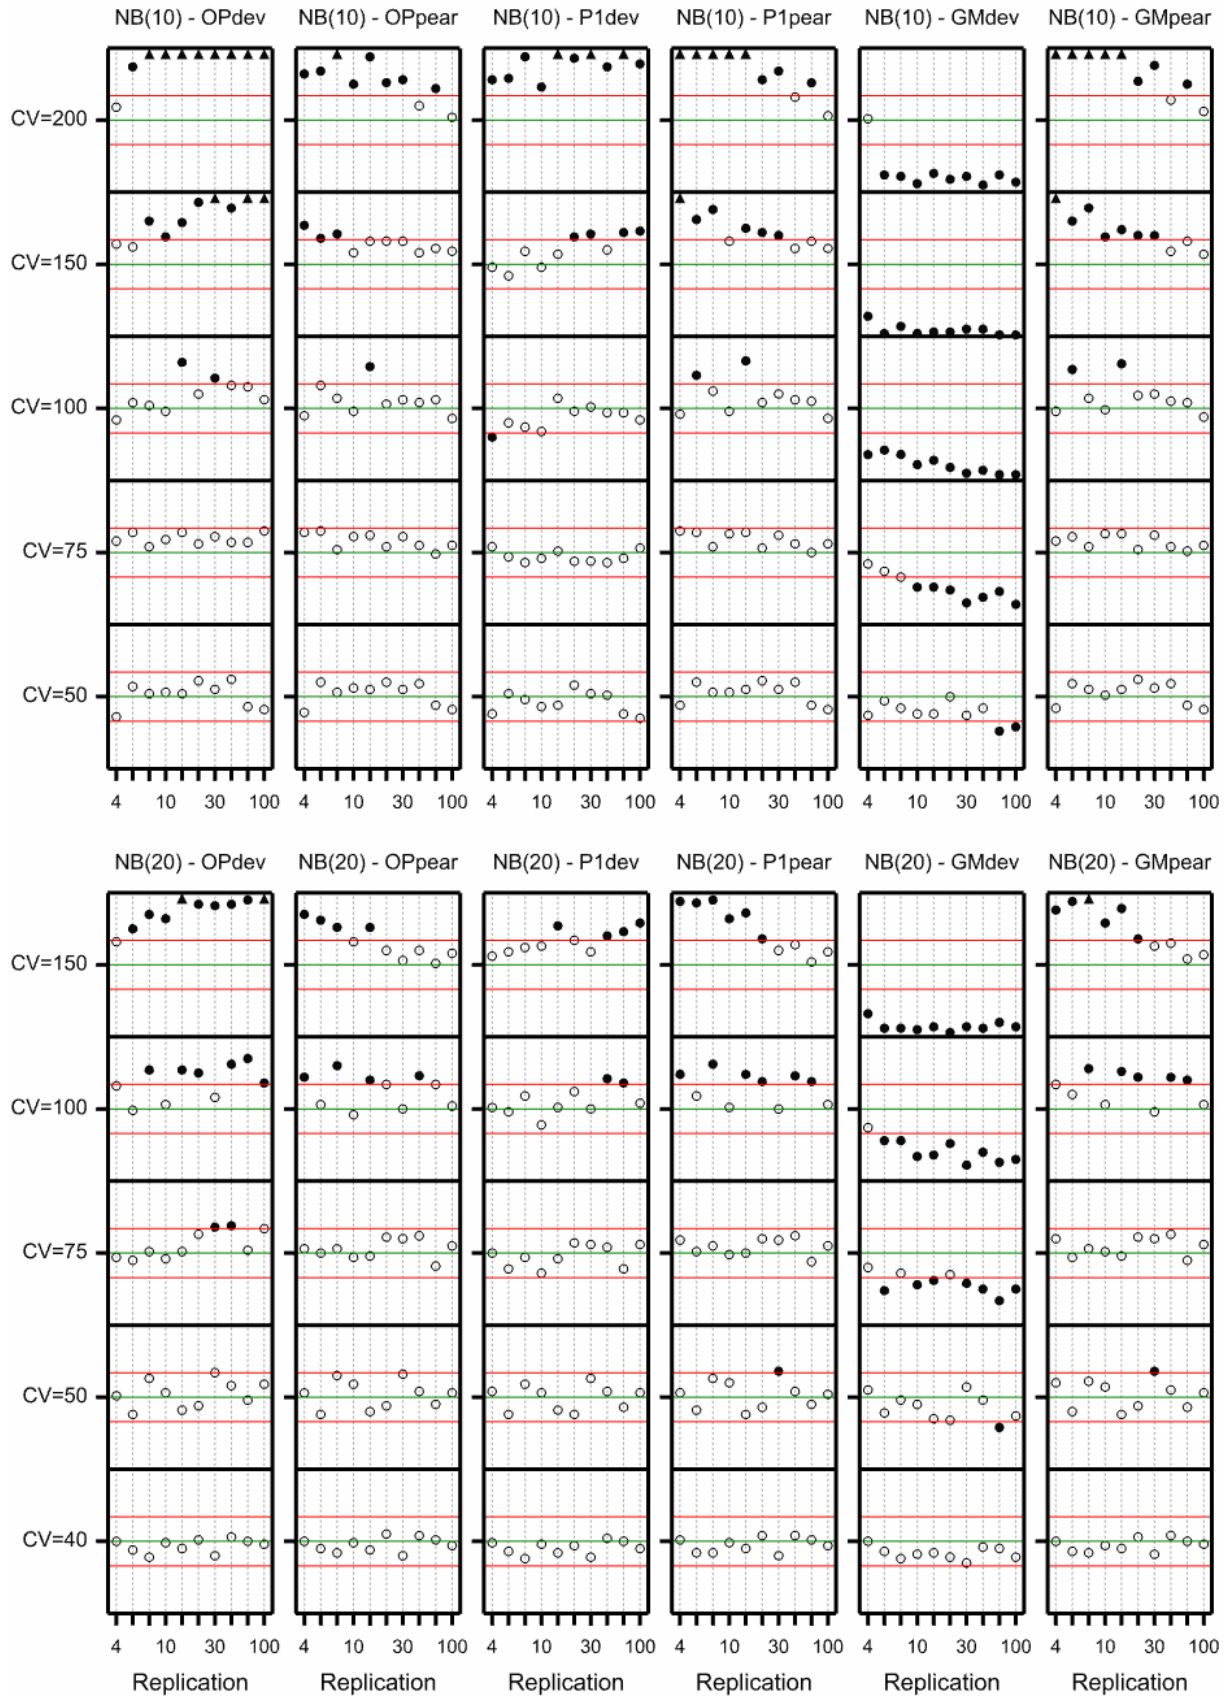 NB(10) - OPdev NB(10) - OPpear NB(10) - P1dev NB(10) - P1pear NB(10) - GMdev NB(10) - GMpear
CV=200
CV=150
CV=100
CV=75
CV=50
4 10 30 100 4 10 30 100 4 10 30 100 4 10 30 100 4 10 30 100 4 10 30 100
NB(20) - OPdev NB(20) - OPpear NB(20) - P1dev NB(20) - P1pear NB(20) - GMdev NB(20) - GMpear
CV=150
CV=100
CV=75
CV=50
CV=40
4 10 30 100 4 10 30 100 4 10 30 100 4 10 30 100 4 10 30 100 4 10 30 100
Replication Replication Replication Replication Replication Replication